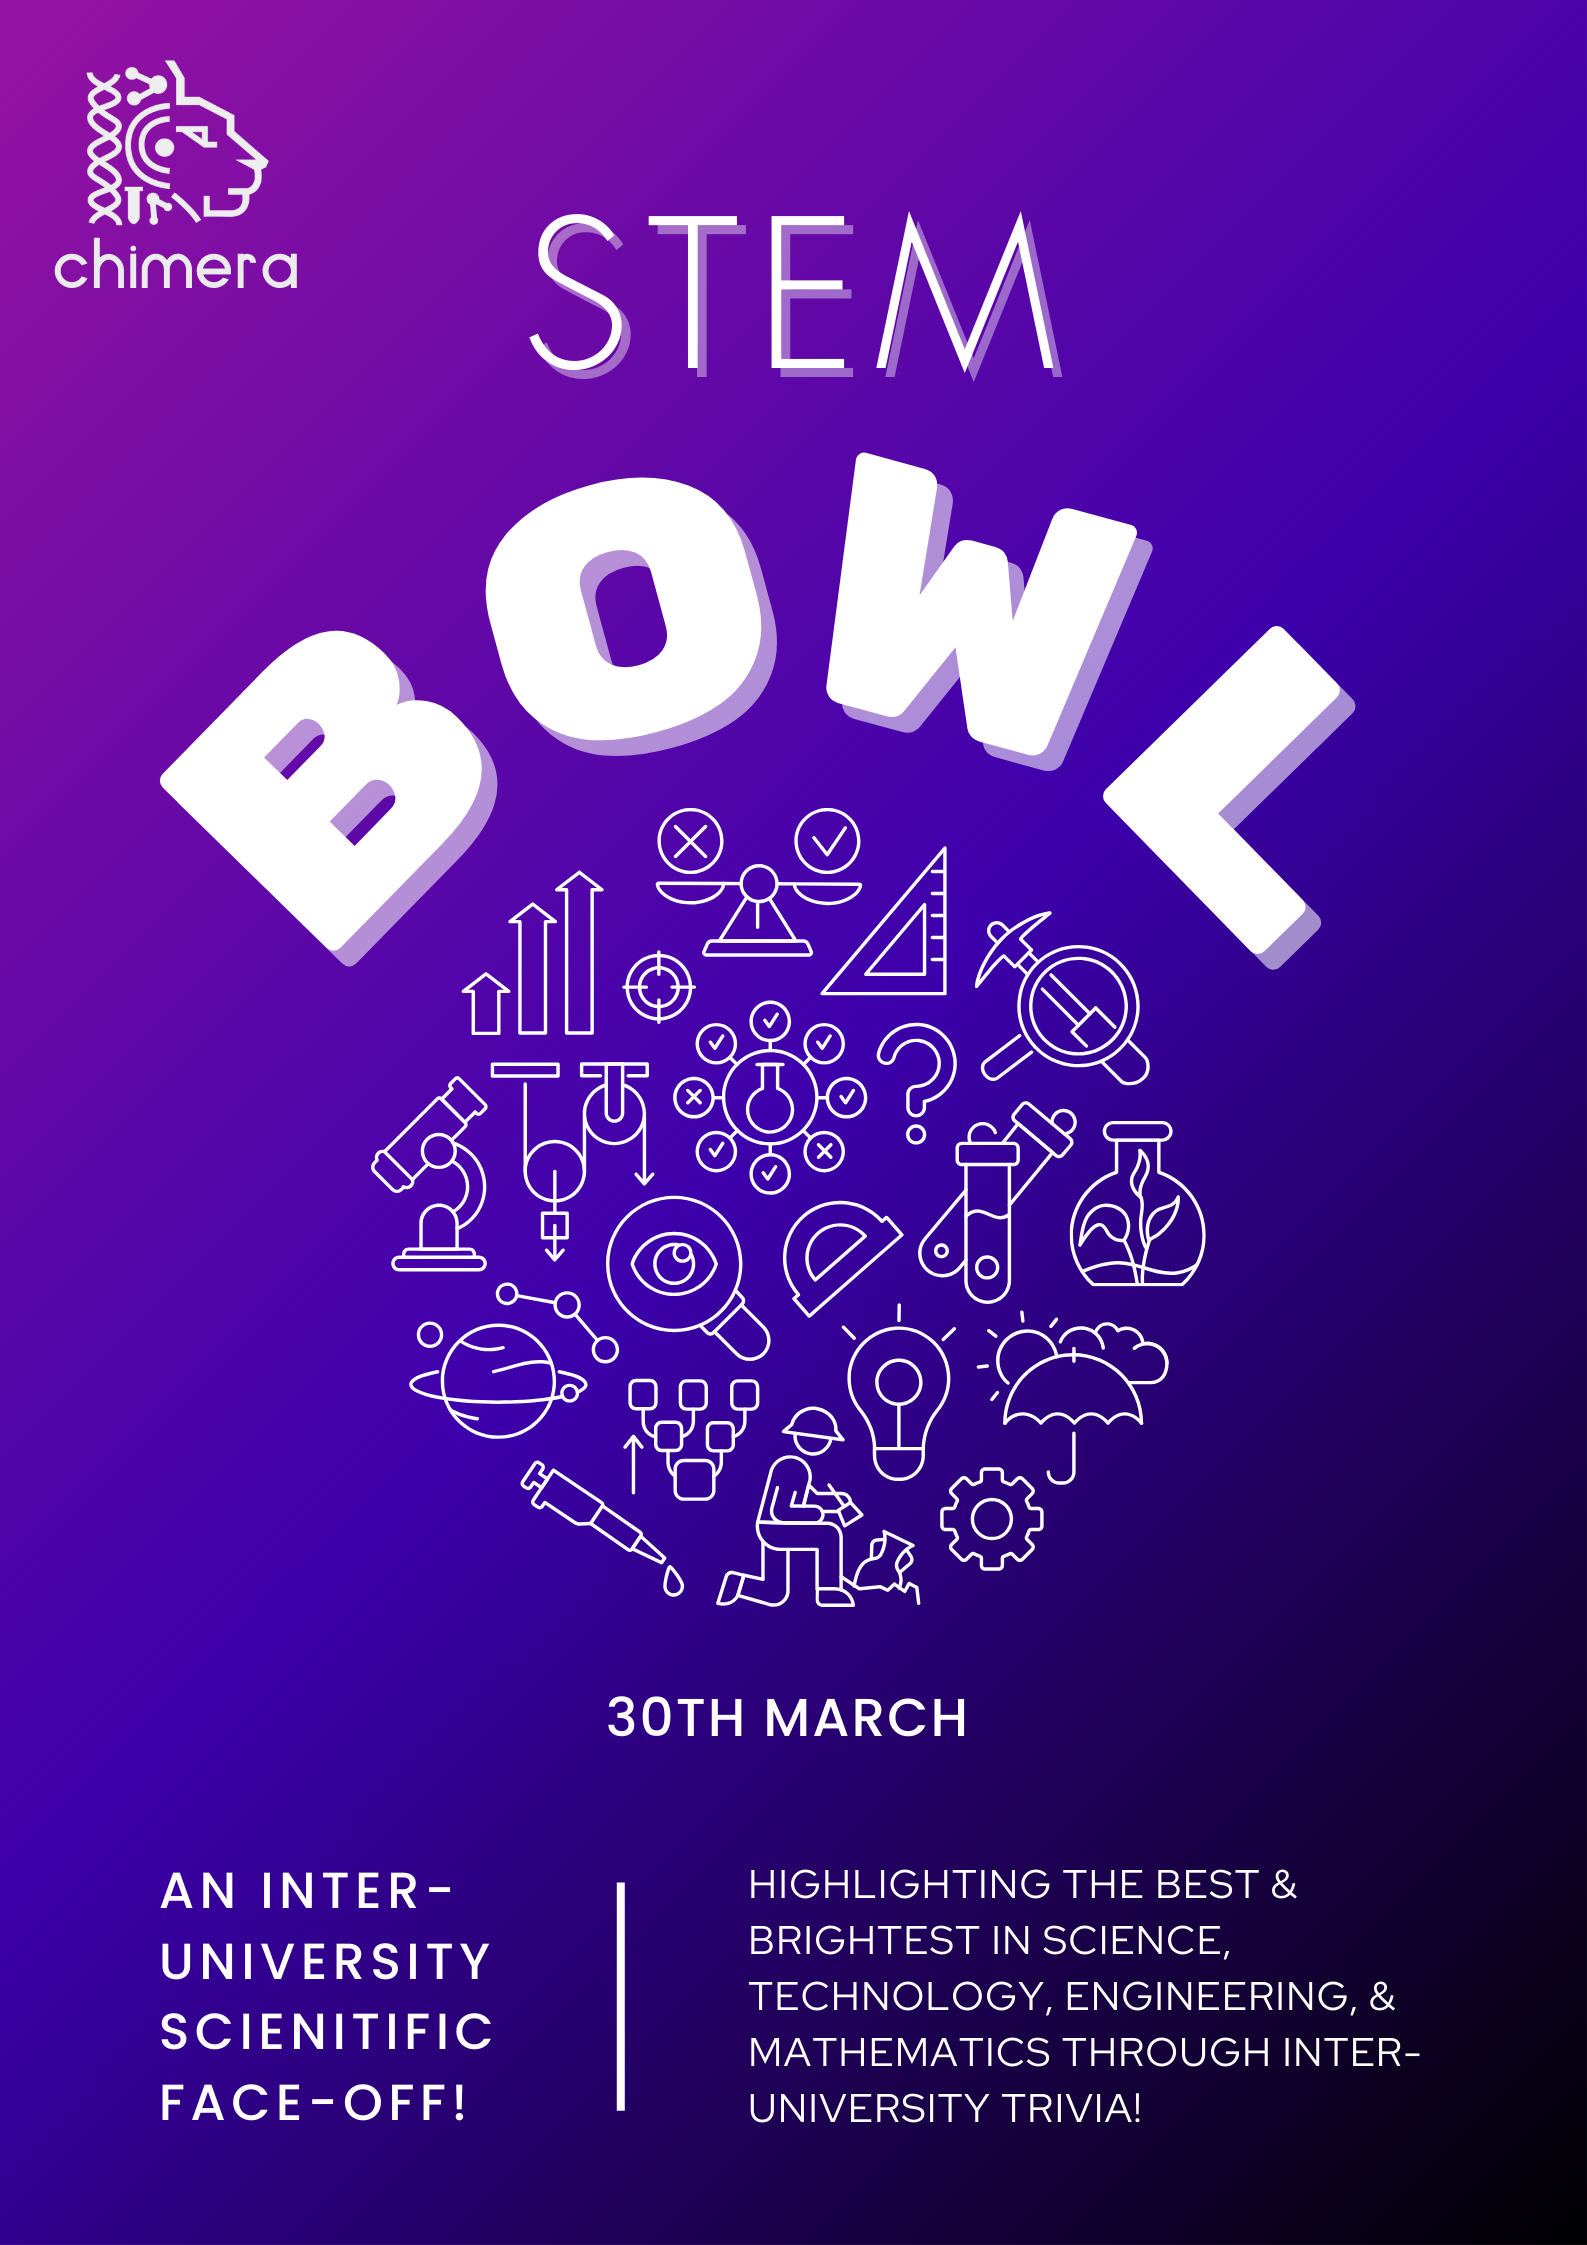 chimera
STEM
BOWL
30TH MARCH
AN INTER-
UNIVERSITY
SCIENITIFIC
FACE-OFF!
HIGHLIGHTING THE BEST &
BRIGHTEST IN SCIENCE,
TECHNOLOGY, ENGINEERING, &
MATHEMATICS THROUGH INTER-
UNIVERSITY TRIVIA!